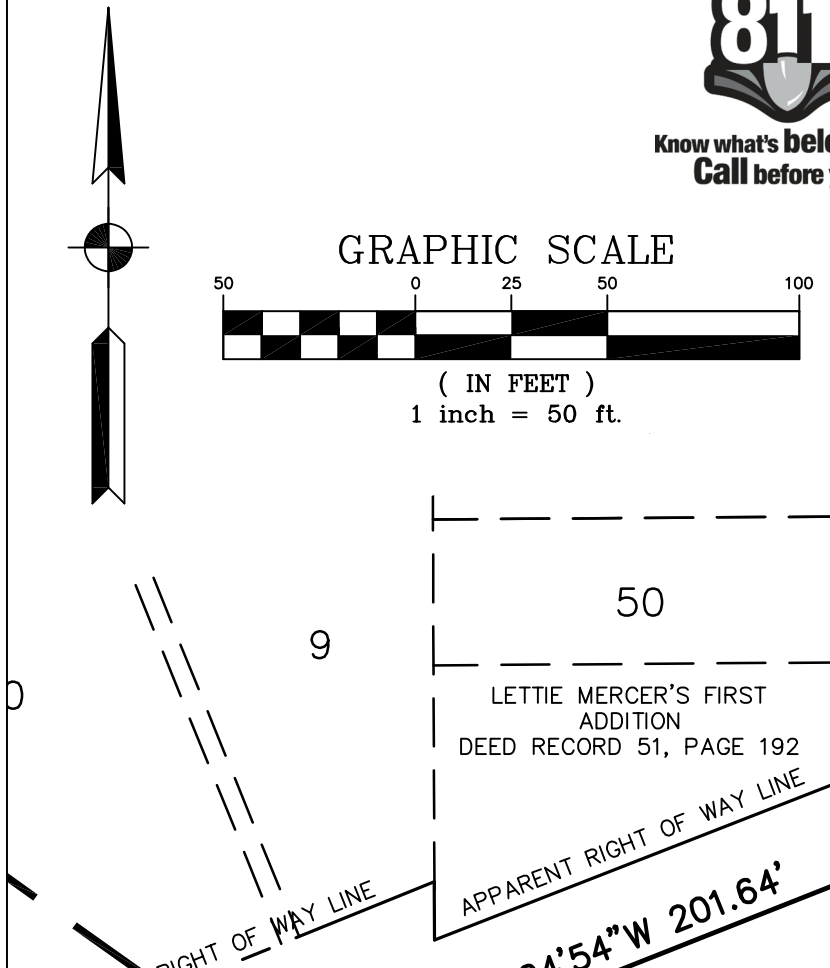 811
Know what's
Call before
GRAPHIC SCALE
50 0 25 50 100
( IN FEET )
1 inch = 50 ft.
50
9
LETTIE MERCER'S FIRST
ADDITION
DEED RECORD 51, PAGE 192
APPARENT RIGHT OF WAY LINE
RIGHT OF WAY LINE
54"W 201.64'